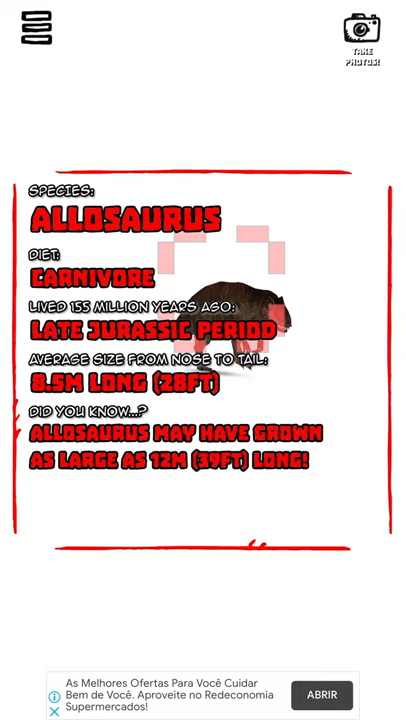 TAKE
PHOTOS!
SPECIES:
ALLOSAURUS
DIET:
CARNIVORE
LIVED 155 MILLION YEARS AGO:
LATE JURASSIC PERIOD
AVERAGE SIZE FROM NOSE TO TAIL:
8.5M LONG (28FT)
DID YOU KNOW...?
ALLOSAURUS MAY HAVE GROWN
AS LARGE AS 12M (39FT) LONG!
As Melhores Ofertas Para Você Cuidar
Bem de Você. Aproveite no Redeconomia
Supermercados!
ABRIR